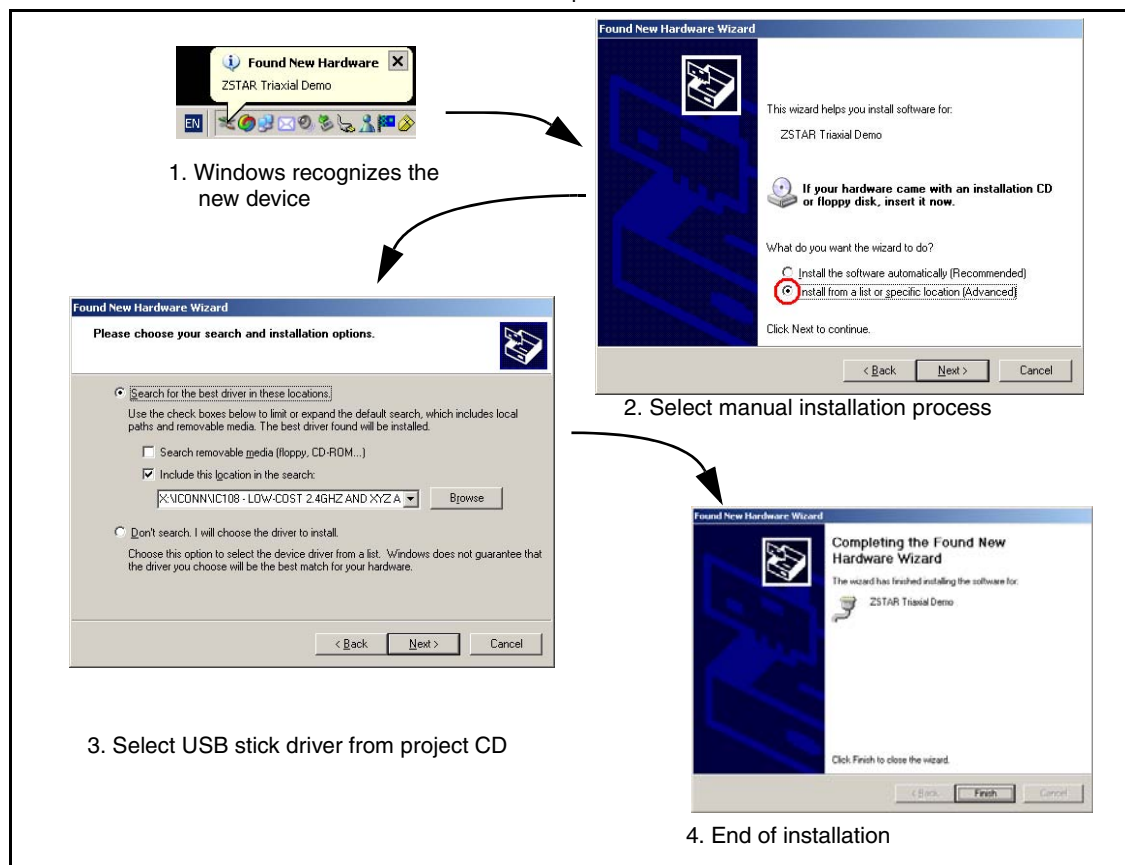 Found New Hardware
ZSTAR Triaxial Demo
EN
1. Windows recognizes the
new device
Found New Hardware Wizard
This wizard helps you install software for:
ZSTAR Triaxial Demo
If your hardware came with an installation CD
or floppy disk, insert it now.
What do you want the wizard to do?
Install the software automatically (Recommended)
Install from a list or specific location (Advanced)
Click Next to continue.
< Back
Next >
Cancel
2. Select manual installation process
Found New Hardware Wizard
Please choose your search and installation options.
Search for the best driver in these locations.
Use the check boxes below to limit or expand the default search, which includes local
paths and removable media. The best driver found will be installed.
Search removable media (floppy, CD-ROM...)
Include this location in the search:
X:\ICONN\IC108 - LOW-COST 2.4GHZ AND XYZ A
Browse
Don't search. I will choose the driver to install.
Choose this option to select the device driver from a list. Windows does not guarantee that
the driver you choose will be the best match for your hardware.
< Back
Next >
Cancel
3. Select USB stick driver from project CD
Found New Hardware Wizard
Completing the Found New
Hardware Wizard
The wizard has finished installing the software for:
ZSTAR Triaxial Demo
Click Finish to close the wizard.
< Back
Finish
Cancel
4. End of installation